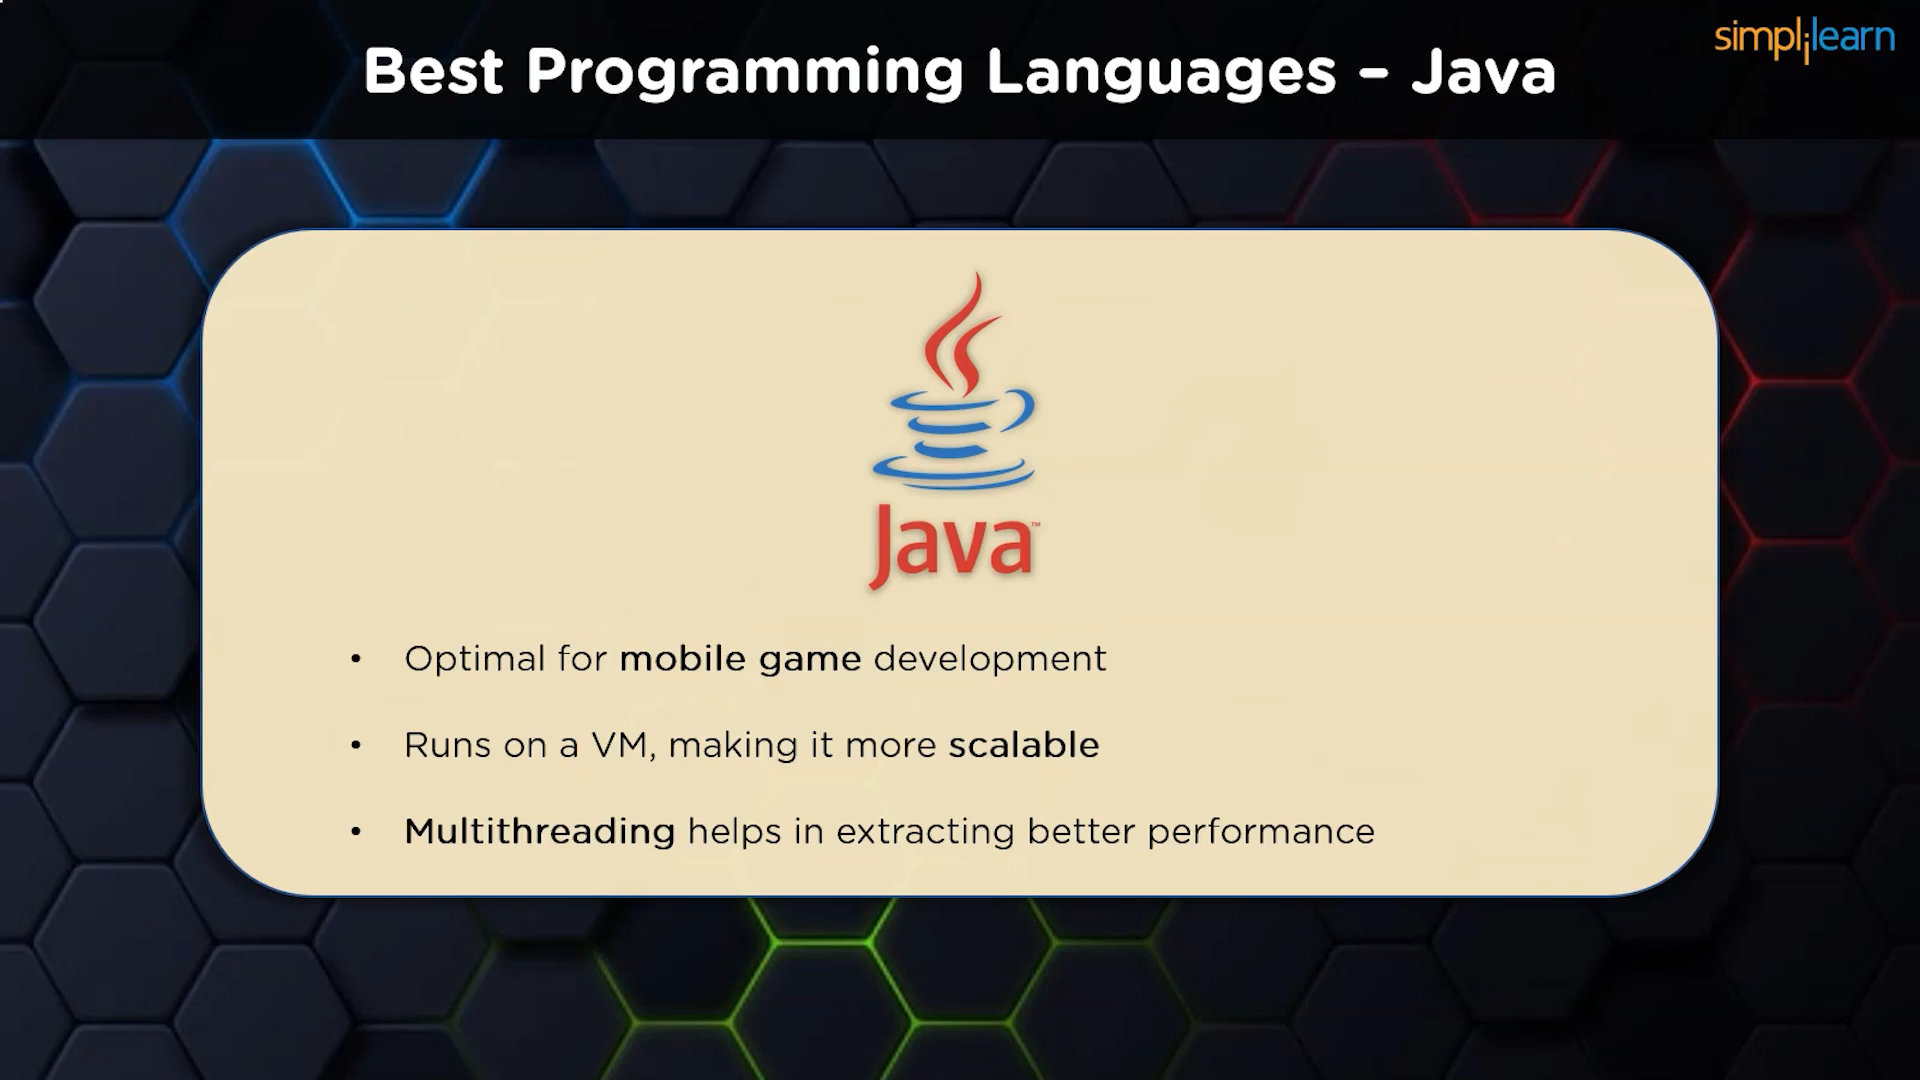 Best Programming Languages – Java
simplilearn
Java™
• Optimal for mobile game development
• Runs on a VM, making it more scalable
• Multithreading helps in extracting better performance